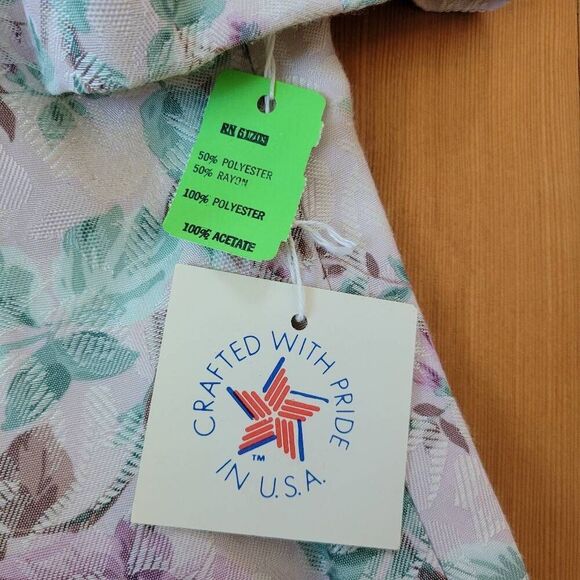 RN
50% POLYESTER
50% RAYON
100% POLYESTER
100% ACETATE
CRAFTED WITH PRIDE
TM
IN U.S.A.